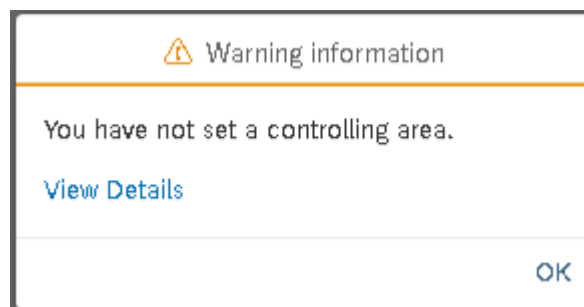 Warning information
You have not set a controlling area.
View Details
OK